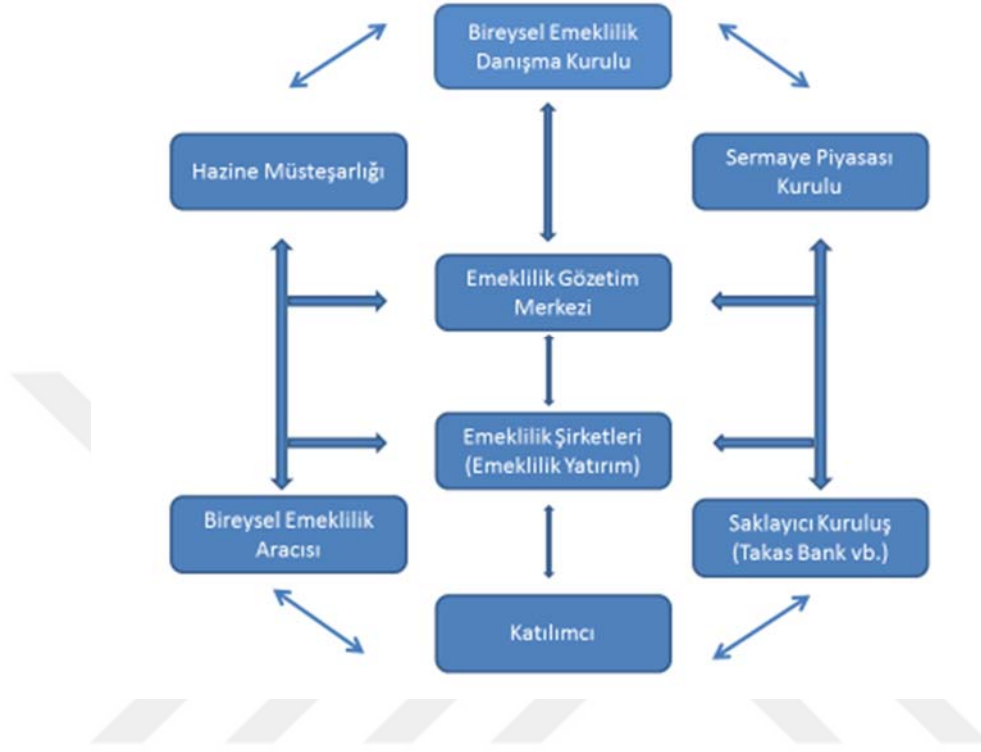 Bireysel Emeklilik
Danışma Kurulu
Hazine Müsteşarlığı
Sermaye Piyasası
Kurulu
Emeklilik Gözetim
Merkezi
Emeklilik Şirketleri
(Emeklilik Yatırım)
Bireysel Emeklilik
Aracısı
Saklayıcı Kuruluş
(Takas Bank vb.)
Katılımcı